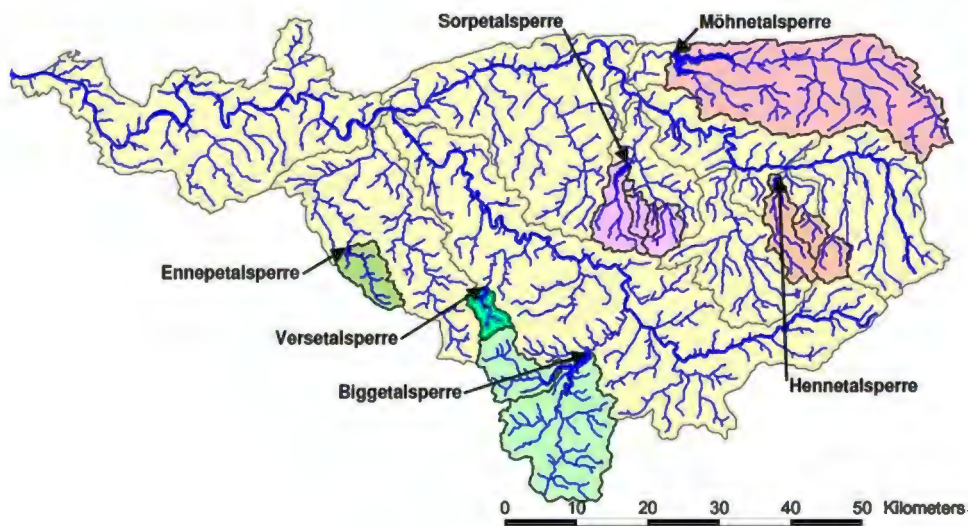 Sorpetalsperre
Möhnetalsperre
Ennepetalsperre
Versetalsperre
Biggetalsperre
Hennetalsperre
0 10 20 30 40 50 Kilometers